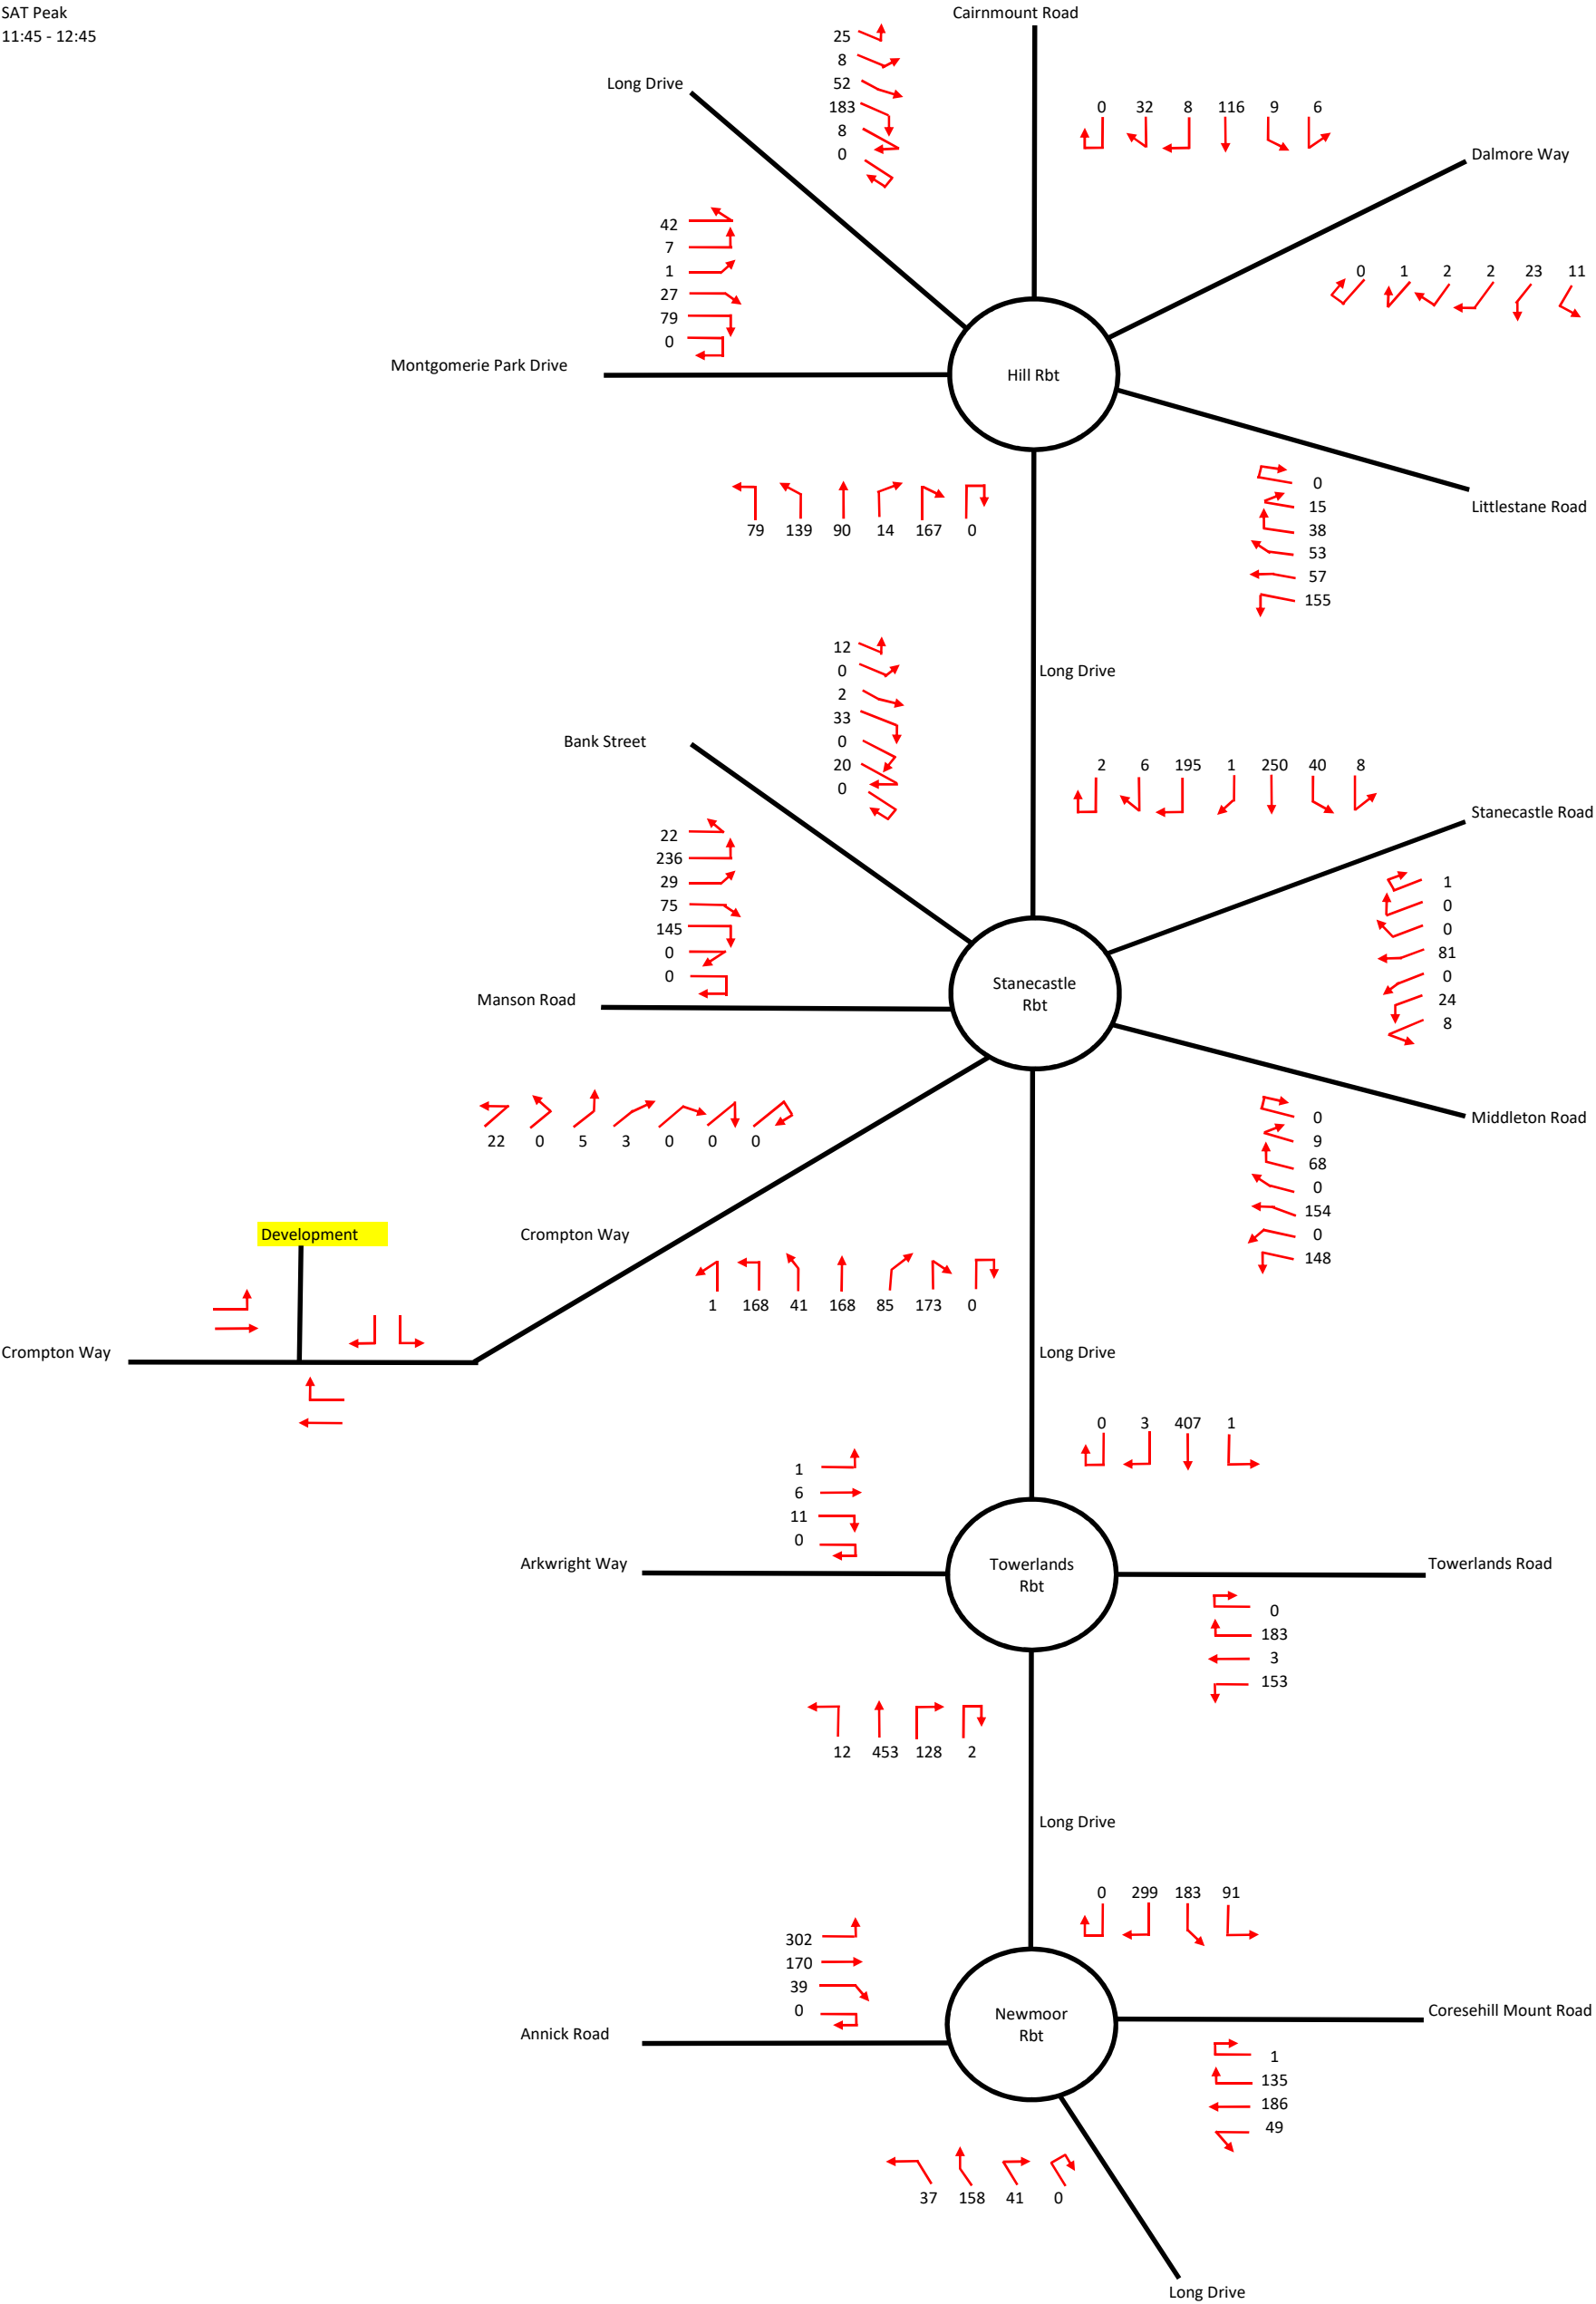 SAT Peak
11:45 - 12:45
Cairnmount Road
Long Drive
25
8
52
183
8
0
0 32 8 116 9 6
Dalmore Way
42
7
1
27
79
0
0 1 2 2 23 11
Montgomerie Park Drive
Hill Rbt
Littlestane Road
79 139 90 14 167 0
0
15
38
53
57
155
Long Drive
12
0
2
33
0
20
0
Bank Street
2 6 195 1 250 40 8
Stanecastle Road
22
236
29
75
145
0
0
1
0
0
81
0
24
8
Manson Road
Stanecastle
Rbt
Middleton Road
22 0 5 3 0 0 0
0
9
68
0
154
0
148
Development
Crompton Way
1 168 41 168 85 173 0
Crompton Way
Long Drive
0 3 407 1
1
6
11
0
Arkwright Way
Towerlands
Rbt
Towerlands Road
0
183
3
153
12 453 128 2
Long Drive
0 299 183 91
302
170
39
0
Annick Road
Newmoor
Rbt
Coresehill Mount Road
1
135
186
49
37 158 41 0
Long Drive